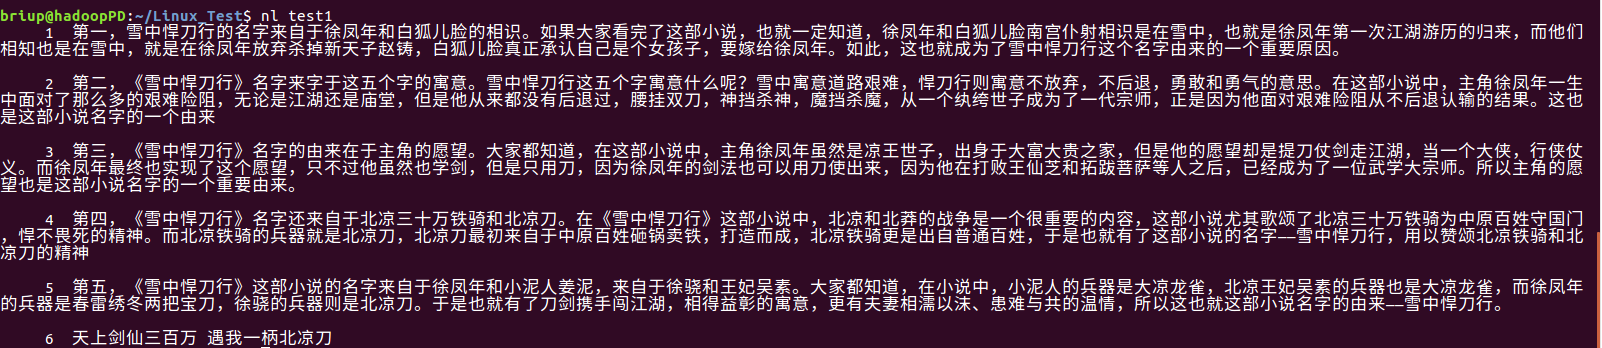 briup@hadoopPD:~/Linux_Test$ nl test1
1 第一，雪中悍刀行的名字来自于徐凤年和白狐儿脸的相识。如果大家看完了这部小说，也就一定知道，徐凤年和白狐儿脸南宫仆射相识是在雪中，也就是徐凤年第一次江湖游历的归来，而他们
相知也是在雪中，就是在徐凤年放弃杀掉新天子赵铸，白狐儿脸真正承认自己是个女孩子，要嫁给徐凤年。如此，这也就成为了雪中悍刀行这个名字由来的一个重要原因。
2 第二，《雪中悍刀行》名字来字于这五个字的寓意。雪中悍刀行这五个字寓意什么呢？雪中寓意道路艰难，悍刀行则寓意不放弃，不后退，勇敢和勇气的意思。在这部小说中，主角徐凤年一生
中面对了那么多的艰难险阻，无论是江湖还是庙堂，但是他从来都没有后退过，腰挂双刀，神挡杀神，魔挡杀魔，从一个纨绔世子成为了一代宗师，正是因为他面对艰难险阻从不后退认输的结果。这也
是这部小说名字的一个由来
3 第三，《雪中悍刀行》名字的由来在于主角的愿望。大家都知道，在这部小说中，主角徐凤年虽然是凉王世子，出身于大富大贵之家，但是他的愿望却是提刀仗剑走江湖，当一个大侠，行侠仗
义。而徐凤年最终也实现了这个愿望，只不过他虽然也学剑，但是只用刀，因为徐凤年的剑法也可以用刀使出来，因为他在打败王仙芝和拓跋菩萨等人之后，已经成为了一位武学大宗师。所以主角的愿
望也是这部小说名字的一个重要由来。
4 第四，《雪中悍刀行》名字还来自于北凉三十万铁骑和北凉刀。在《雪中悍刀行》这部小说中，北凉和北莽的战争是一个很重要的内容，这部小说尤其歌颂了北凉三十万铁骑为中原百姓守国门
，悍不畏死的精神。而北凉铁骑的兵器就是北凉刀，北凉刀最初来自于中原百姓砸锅卖铁，打造而成，北凉铁骑更是出自普通百姓，于是也就有了这部小说的名字——雪中悍刀行，用以赞颂北凉铁骑和北
凉刀的精神
5 第五，《雪中悍刀行》这部小说的名字来自于徐凤年和小泥人姜泥，来自于徐骁和王妃吴素。大家都知道，在小说中，小泥人的兵器是大凉龙雀，北凉王妃吴素的兵器也是大凉龙雀，而徐凤年
的兵器是春雷绣冬两把宝刀，徐骁的兵器则是北凉刀。于是也就有了刀剑携手闯江湖，相得益彰的寓意，更有夫妻相濡以沫、患难与共的温情，所以这也就这部小说名字的由来——雪中悍刀行。
6 天上剑仙三百万 遇我一柄北凉刀